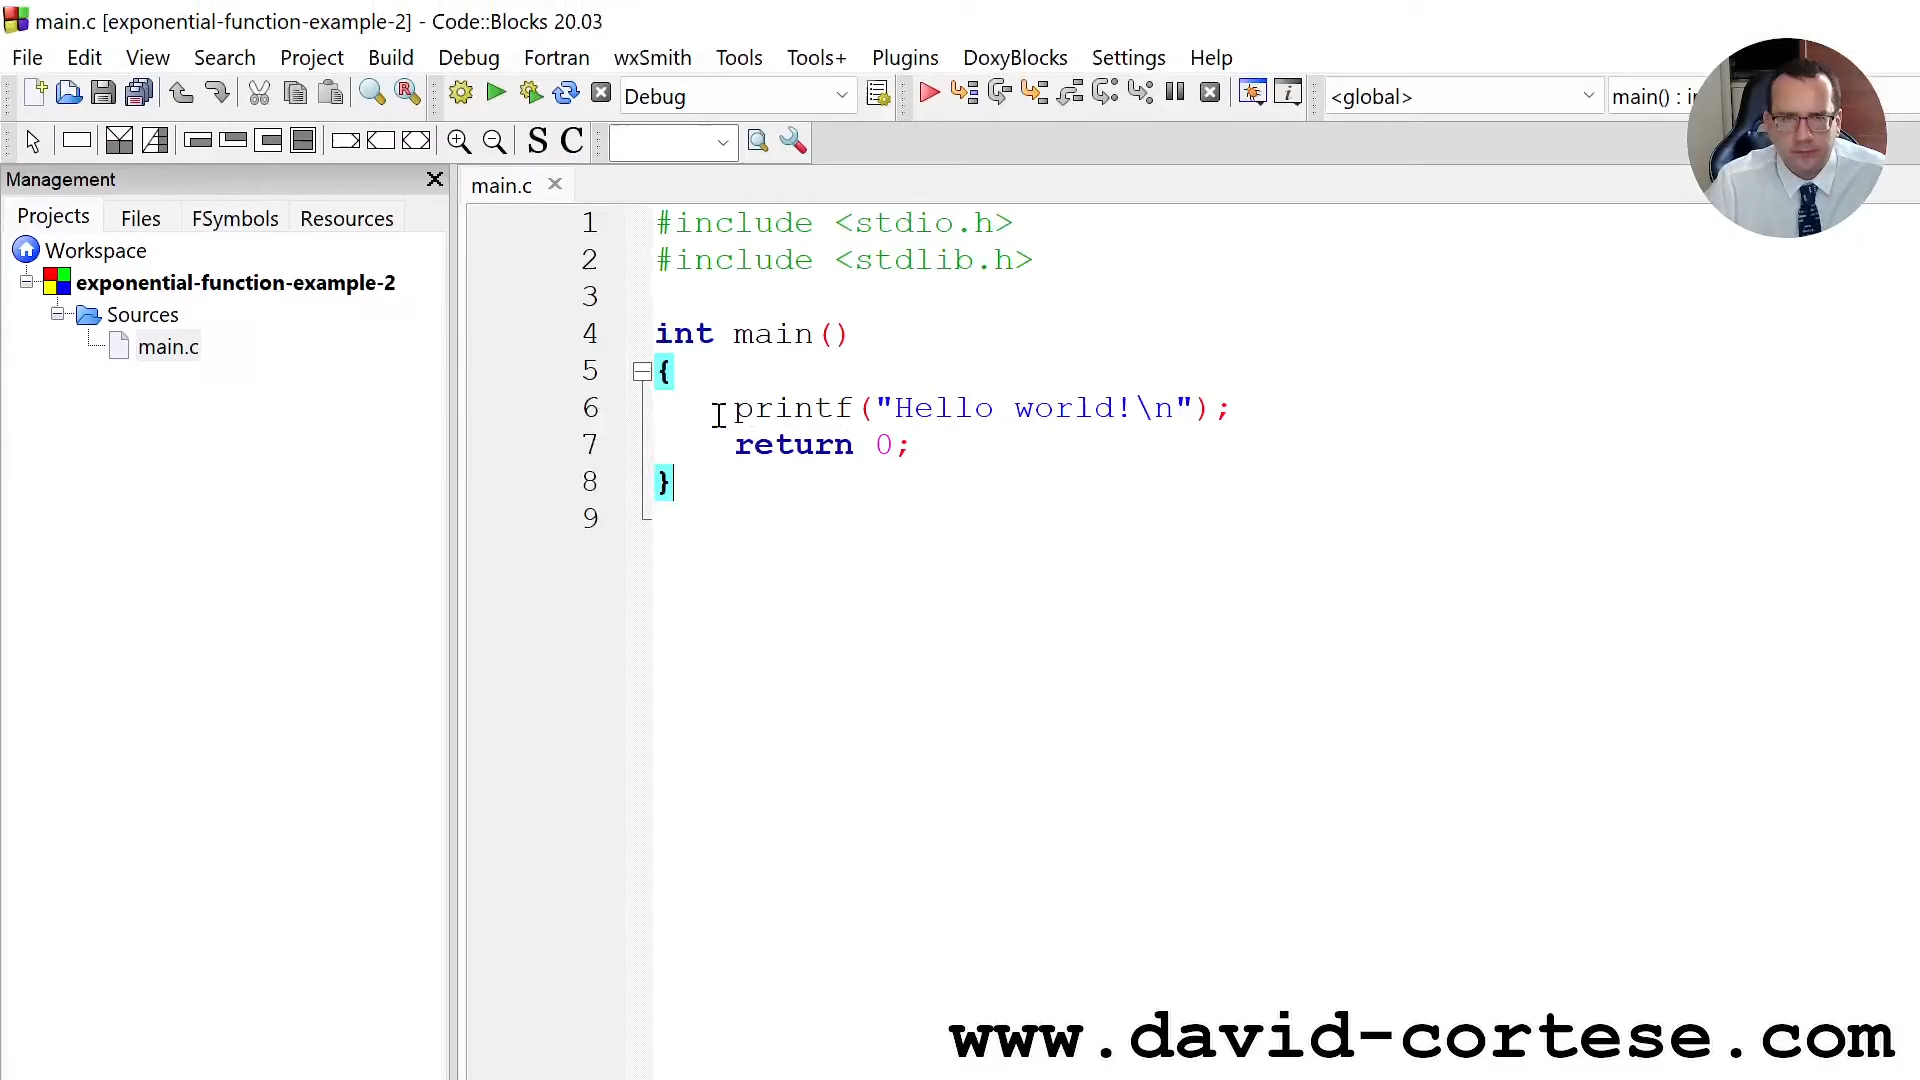 main.c [exponential-function-example-2] - Code::Blocks 20.03
File Edit View Search Project Build Debug Fortran wxSmith Tools Tools+ Plugins DoxyBlocks Settings Help
Debug <global> main() : in
S C
Management
main.c
Projects Files FSymbols Resources
Workspace
exponential-function-example-2
Sources
main.c
1 #include <stdio.h>
2 #include <stdlib.h>
3
4 int main()
5 {
6 printf("Hello world!\n");
7 return 0;
8 }
9
www.david-cortese.com